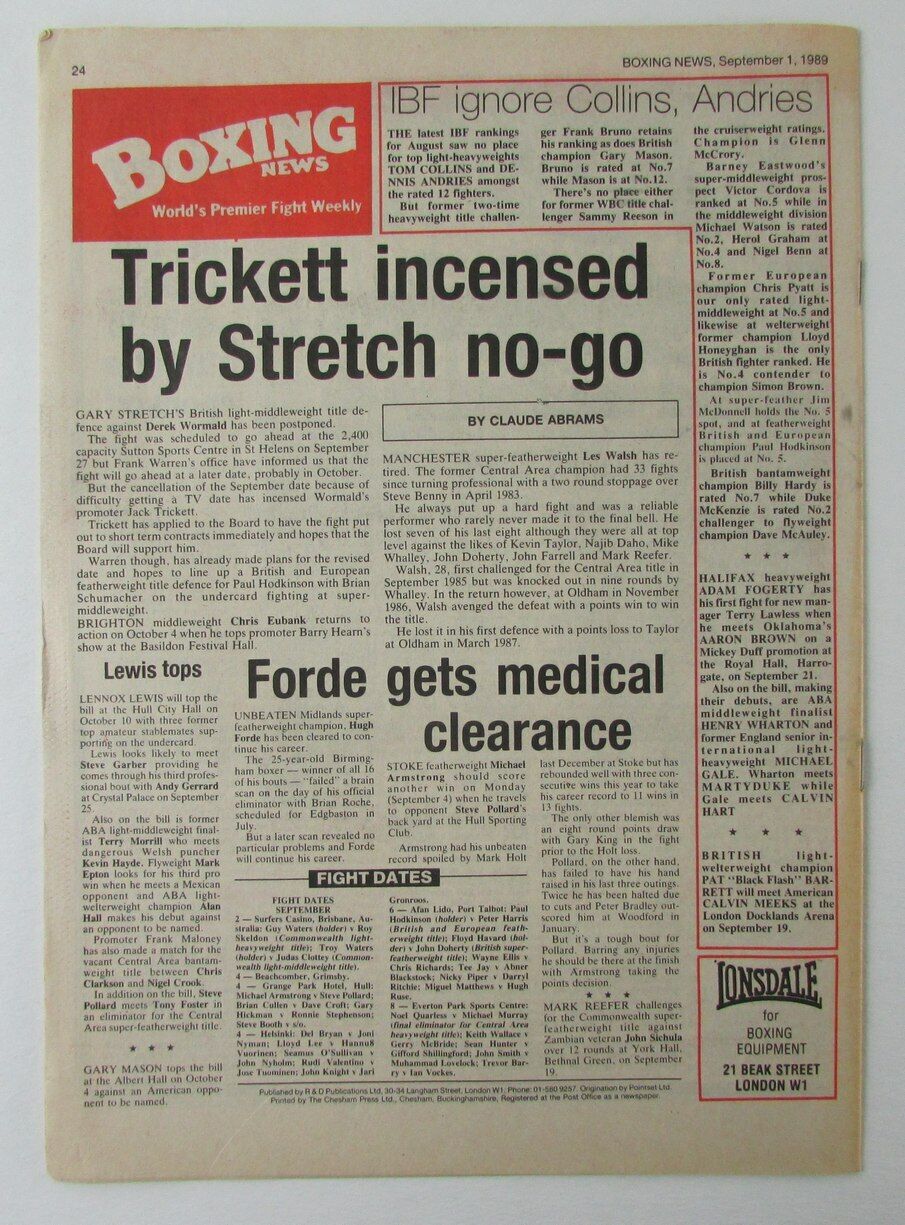 24
BOXING NEWS, September 1, 1989
BOXING
NEWS
World's Premier Fight Weekly
IBF ignore Collins, Andries
THE latest IBF rankings
for August saw no place
for top light-heavyweights
TOM COLLINS and DE-
NNIS ANDRIES amongst
the rated 12 fighters.
But former two-time
heavyweight title challen-
ger Frank Bruno retains
his ranking as does British
champion Gary Mason.
Bruno is rated at No.7
while Mason is at No.12.
There's no place either
for former WBC title chal-
lenger Sammy Reeson in
the cruiserweight ratings.
Champion is Glenn
McCrory.
Barney Eastwood's
super-middleweight pros-
pect Victor Cordova is
ranked at No.5 while in
the middleweight division
Michael Watson is rated
No.2, Herol Graham at
No.4 and Nigel Benn at
No.8.
Former European
champion Chris Pyatt is
our only rated light-
middleweight at No.5 and
likewise at welterweight
former champion Lloyd
Honeyghan is the only
British fighter ranked. He
is No.4 contender to
champion Simon Brown.
At super-feather Jim
McDonnell holds the No. 5
spot, and at featherweight
British and European
champion Paul Hodkinson
is placed at No. 5.
British bantamweight
champion Billy Hardy is
rated No.7 while Duke
McKenzie is rated No.2
challenger to flyweight
champion Dave McAuley.
★ ★ ★
HALIFAX heavyweight
ADAM FOGERTY has
his first fight for new man-
ager Terry Lawless when
he meets Oklahoma's
AARON BROWN on a
Mickey Duff promotion at
the Royal Hall, Harro-
gate, on September 21.
Also on the bill, making
their debuts, are ABA
middleweight finalist
HENRY WHARTON and
former England senior in-
ternational light-
heavyweight MICHAEL
GALE. Wharton meets
MARTYDUKE while
Gale meets CALVIN
HART
★ ★ ★
BRITISH light-
welterweight champion
PAT "Black Flash" BAR-
RETT will meet American
CALVIN MEEKS at the
London Docklands Arena
on September 19.
Trickett incensed
by Stretch no-go
GARY STRETCH'S British light-middleweight title de-
fence against Derek Wormald has been postponed.
The fight was scheduled to go ahead at the 2,400
capacity Sutton Sports Centre in St Helens on September
27 but Frank Warren's office have informed us that the
fight will go ahead at a later date, probably in October.
But the cancellation of the September date because of
difficulty getting a TV date has incensed Wormald's
promoter Jack Trickett.
Trickett has applied to the Board to have the fight put
out to short term contracts immediately and hopes that the
Board will support him.
Warren though, has already made plans for the revised
date and hopes to line up a British and European
featherweight title defence for Paul Hodkinson with Brian
Schumacher on the undercard fighting at super-
middleweight.
BRIGHTON middleweight Chris Eubank returns to
action on October 4 when he tops promoter Barry Hearn's
show at the Basildon Festival Hall.
BY CLAUDE ABRAMS
MANCHESTER super-featherweight Les Walsh has re-
tired. The former Central Area champion had 33 fights
since turning professional with a two round stoppage over
Steve Benny in April 1983.
He always put up a hard fight and was a reliable
performer who rarely never made it to the final bell. He
lost seven of his last eight although they were all at top
level against the likes of Kevin Taylor, Najib Daho, Mike
Whalley, John Doherty, John Farrell and Mark Reefer.
Walsh, 28, first challenged for the Central Area title in
September 1985 but was knocked out in nine rounds by
Whalley. In the return however, at Oldham in November
1986, Walsh avenged the defeat with a points win to win
the title.
He lost it in his first defence with a points loss to Taylor
at Oldham in March 1987.
Lewis tops
LENNOX LEWIS will top the
bill at the Hull City Hall on
October 10 with three former
top amateur stablemates sup-
porting on the undercard.
Lewis looks likely to meet
Steve Garber providing he
comes through his third profes-
sional bout with Andy Gerrard
at Crystal Palace on September
25.
Also on the bill is former
ABA light-middleweight final-
ist Terry Morrill who meets
dangerous Welsh puncher
Kevin Hayde. Flyweight Mark
Epton looks for his third pro
win when he meets a Mexican
opponent and ABA light-
welterweight champion Alan
Hall makes his debut against
an opponent to be named.
Promoter Frank Maloney
has also made a match for the
vacant Central Area bantam-
weight title between Chris
Clarkson and Nigel Crook.
In addition on the bill, Steve
Pollard meets Tony Foster in
an eliminator for the Central
Area super-featherweight title.
★ ★ ★
GARY MASON tops the bill
at the Albert Hall on October
4 against an American oppo-
nent to be named.
Forde gets medical
clearance
UNBEATEN Midlands super-
featherweight champion, Hugh
Forde has been cleared to con-
tinue his career.
The 25-year-old Birming-
ham boxer — winner of all 16
of his bouts — "failed" a brain
scan on the day of his official
eliminator with Brian Roche,
scheduled for Edgbaston in
July.
But a later scan revealed no
particular problems and Forde
will continue his career.
STOKE featherweight Michael
Armstrong should score
another win on Monday
(September 4) when he travels
to opponent Steve Pollard's
back yard at the Hull Sporting
Club.
Armstrong had his unbeaten
record spoiled by Mark Holt
last December at Stoke but has
rebounded well with three con-
secutive wins this year to take
his career record to 11 wins in
13 fights.
The only other blemish was
an eight round points draw
with Gary King in the fight
prior to the Holt loss.
Pollard, on the other hand,
has failed to have his hand
raised in his last three outings.
Twice he has been halted due
to cuts and Peter Bradley out-
scored him at Woodford in
January.
But it's a tough bout for
Pollard. Barring any injuries
he should be there at the finish
with Armstrong taking the
points decision.
★ ★ ★
MARK REEFER challenges
for the Commonwealth super-
featherweight title against
Zambian veteran John Sichula
over 12 rounds at York Hall,
Bethnal Green, on September
19.
FIGHT DATES
FIGHT DATES
SEPTEMBER
2 — Surfers Casino, Brisbane, Au-
stralia: Guy Waters (holder) v Roy
Skeldon (Commonwealth light-
heavyweight title); Troy Waters
(holder) v Judas Clottey (Common-
wealth light-middleweight title).
4 — Beachcomber, Grimsby.
4 — Grange Park Hotel, Hull:
Michael Armstrong v Steve Pollard;
Brian Cullen v Dave Croft; Gary
Hickman v Ronnie Stephenson;
Steve Booth v s/o.
4 — Helsinki: Del Bryan v Joni
Nyman; Lloyd Lee v Hannu8
Vuorinen; Seamus O'Sullivan v
John Nyholm; Rudi Valentino v
Jose Tuominen; John Knight v Jari
Gronroos.
6 — Afan Lido, Port Talbot: Paul
Hodkinson (holder) v Peter Harris
(British and European feath-
erweight title); Floyd Havard (hol-
der) v John Doherty (British super-
featherweight title); Wayne Ellis v
Chris Richards; Tee Jay v Abner
Blackstock; Nicky Piper v Darryl
Ritchie; Miguel Matthews v Hugh
Ruse.
8 — Everton Park Sports Centre:
Noel Quarless v Michael Murray
(final eliminator for Central Area
heavyweight title); Keith Wallace v
Gerry McBride; Sean Hunter v
Gifford Shillingford; John Smith v
Muhammad Lovelock; Trevor Bar-
ry v Ian Vockes.
LONSDALE
for
BOXING
EQUIPMENT
21 BEAK STREET
LONDON W1
Published by R & D Publications Ltd, 30-34 Langham Street, London W1, Phone: 01-580 9257. Origination by Pointset Ltd.
Printed by The Chesham Press Ltd., Chesham, Buckinghamshire, Registered at the Post Office as a newspaper.